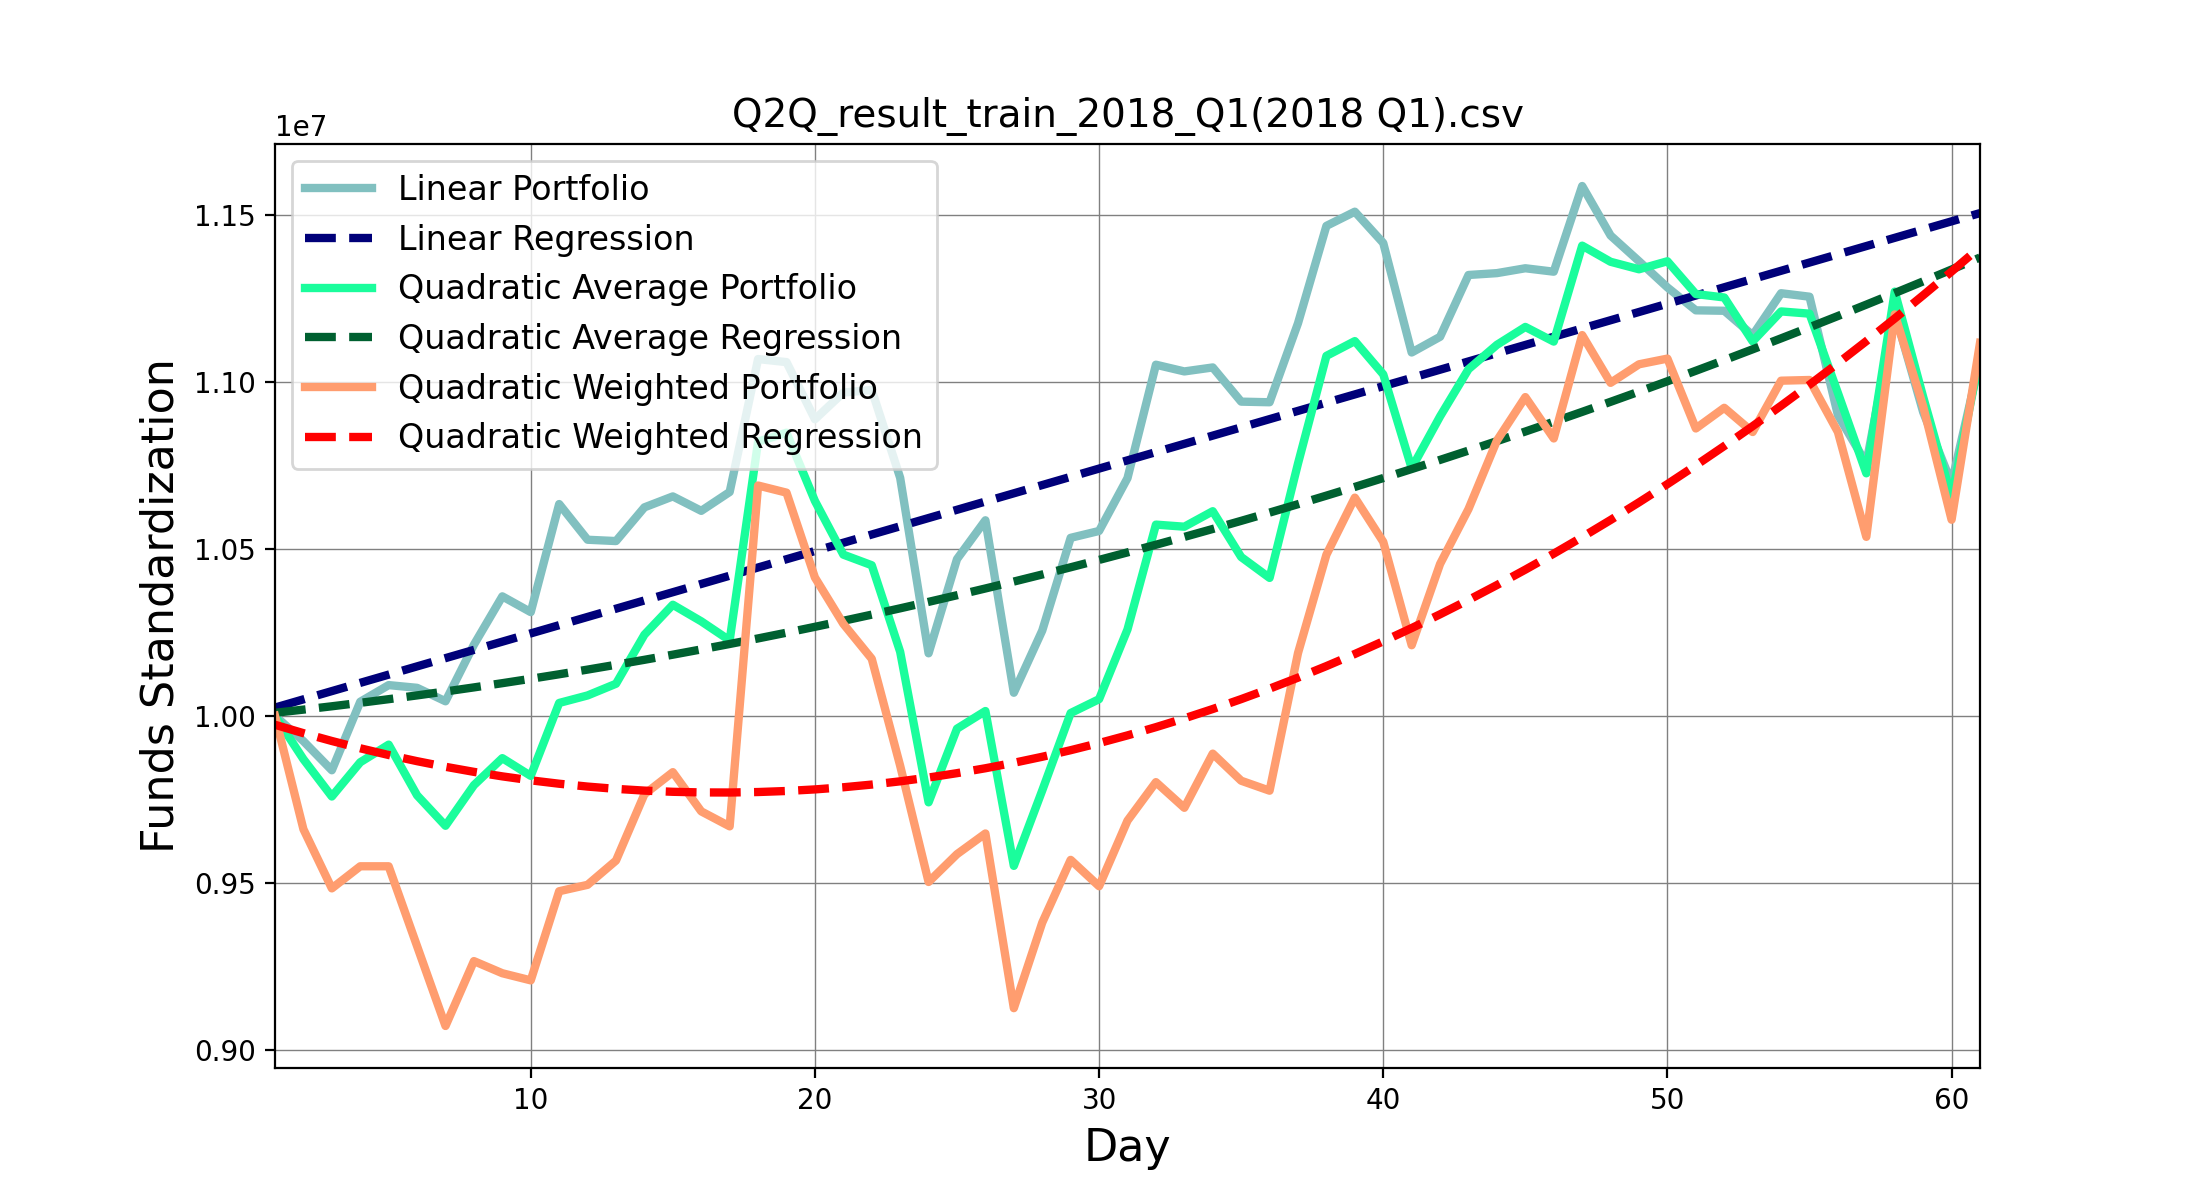 Q2Q_result_train_2018_Q1(2018 Q1).csv
1e7
Linear Portfolio
Linear Regression
Quadratic Average Portfolio
Quadratic Average Regression
Quadratic Weighted Portfolio
Quadratic Weighted Regression
Funds Standardization
1.15
1.10
1.05
1.00
0.95
0.90
10 20 30 40 50 60
Day